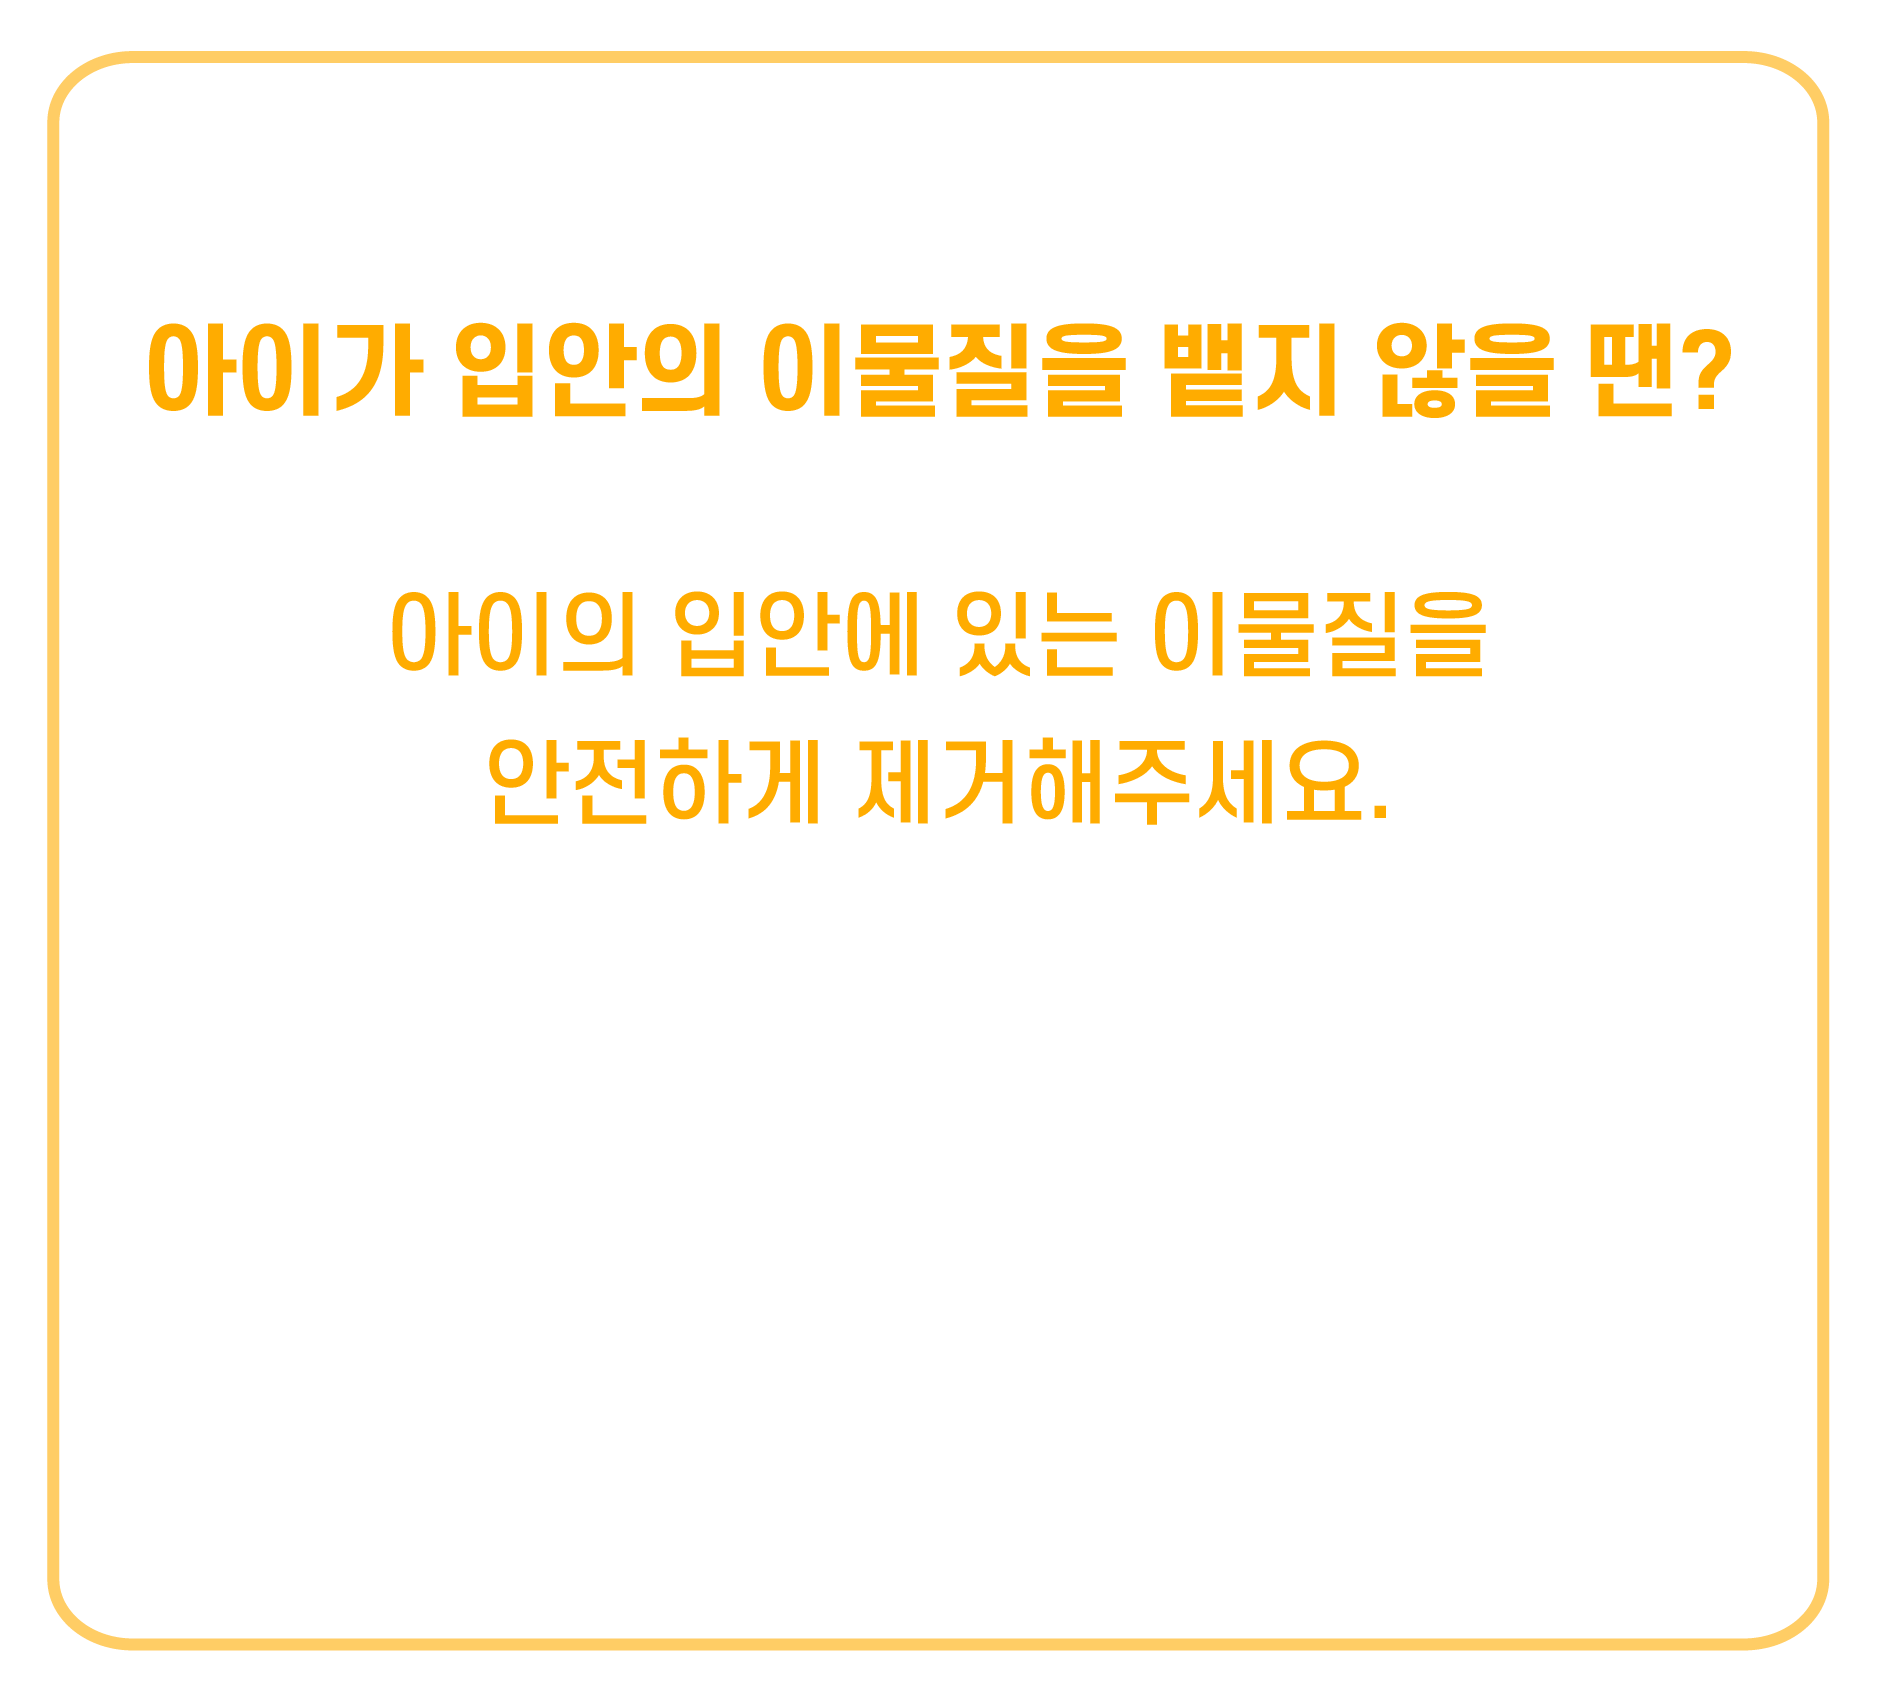 아이가 입안의 이물질을 뱉지 않을 땐?
아이의 입안에 있는 이물질을
안전하게 제거해주세요.